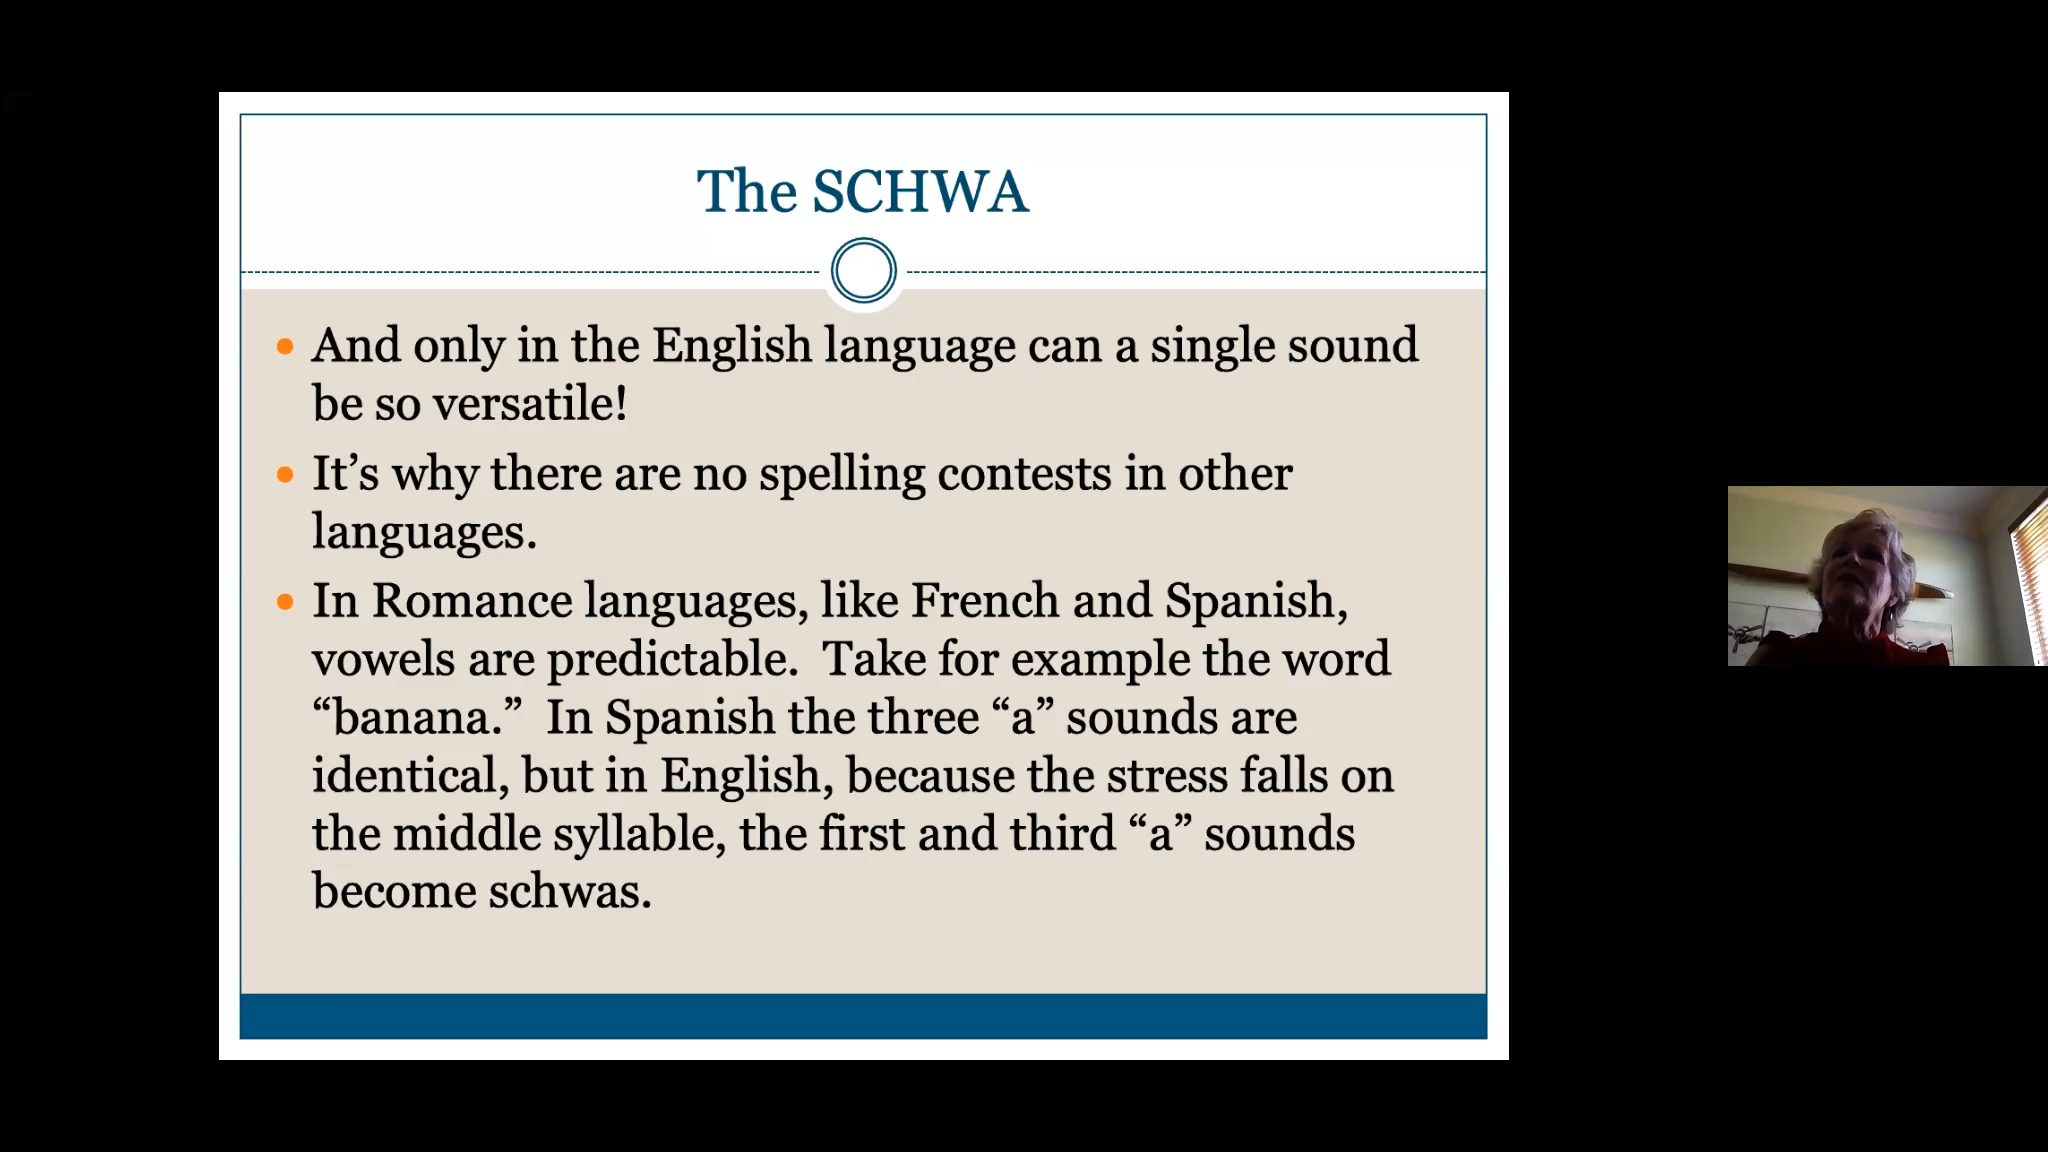 The SCHWA
And only in the English language can a single sound
be so versatile!
It’s why there are no spelling contests in other
languages.
In Romance languages, like French and Spanish,
vowels are predictable.  Take for example the word
“banana.”  In Spanish the three “a” sounds are
identical, but in English, because the stress falls on
the middle syllable, the first and third “a” sounds
become schwas.